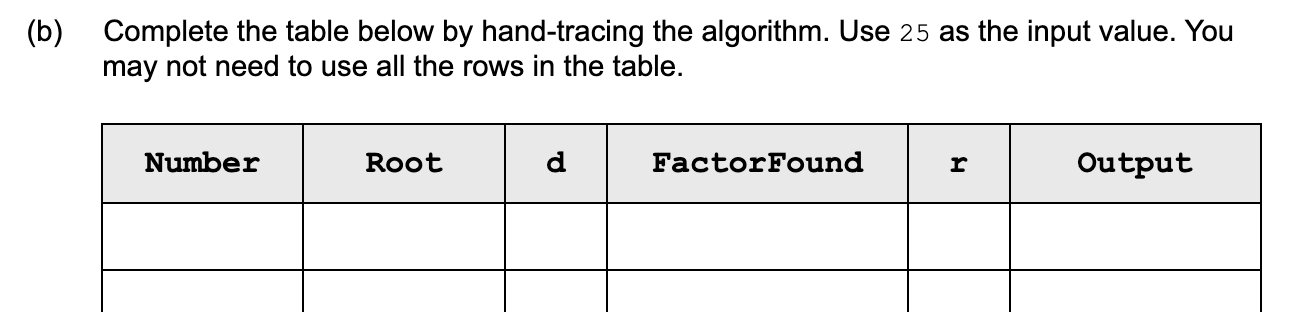 (b) Complete the table below by hand-tracing the algorithm. Use 25 as the input value. You
may not need to use all the rows in the table.
Number Root d FactorFound r Output